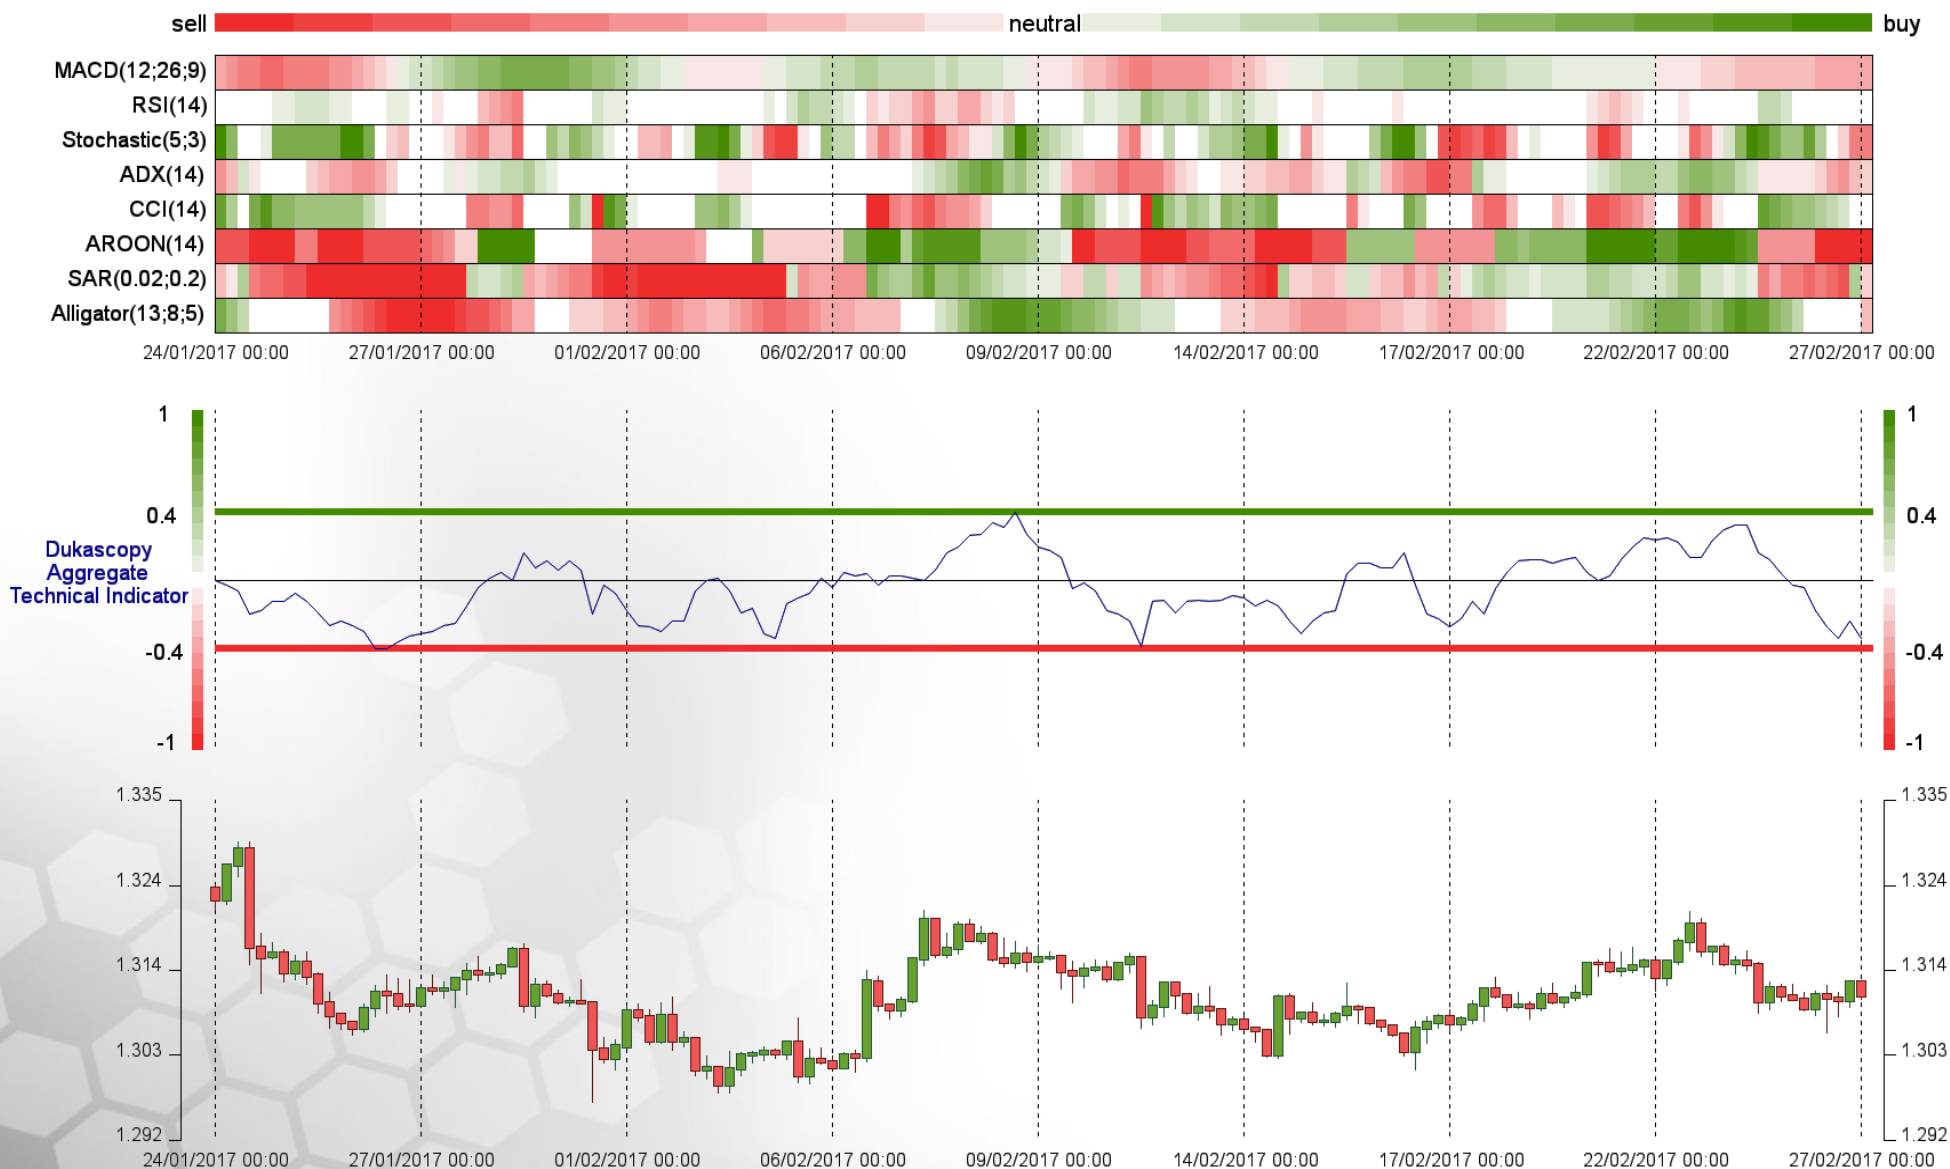 sell neutral buy
MACD(12;26;9)
RSI(14)
Stochastic(5;3)
ADX(14)
CCI(14)
AROON(14)
SAR(0.02;0.2)
Alligator(13;8;5)
24/01/2017 00:00 27/01/2017 00:00 01/02/2017 00:00 06/02/2017 00:00 09/02/2017 00:00 14/02/2017 00:00 17/02/2017 00:00 22/02/2017 00:00 27/02/2017 00:00
1 1
0.4 0.4
Dukascopy
Aggregate
Technical Indicator
-0.4 -0.4
-1 -1
1.335 1.335
1.324 1.324
1.314 1.314
1.303 1.303
1.292 1.292
24/01/2017 00:00 27/01/2017 00:00 01/02/2017 00:00 06/02/2017 00:00 09/02/2017 00:00 14/02/2017 00:00 17/02/2017 00:00 22/02/2017 00:00 27/02/2017 00:00